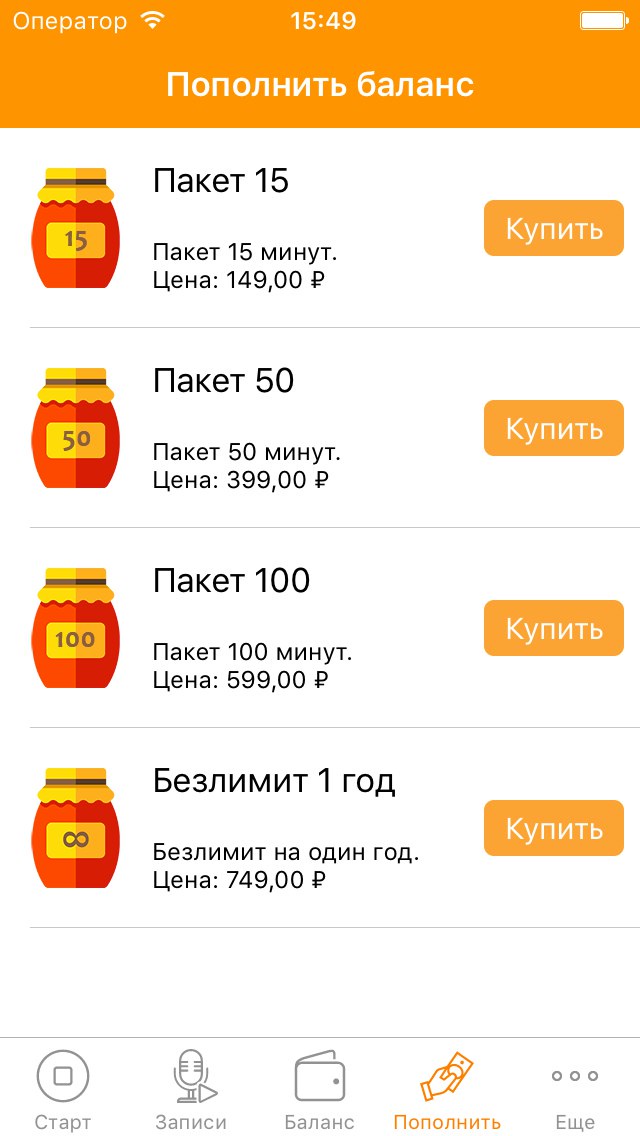 Оператор 15:49
Пополнить баланс
Пакет 15
15
Купить
Пакет 15 минут.
Цена: 149,00 ₽
Пакет 50
50
Купить
Пакет 50 минут.
Цена: 399,00 ₽
Пакет 100
100
Купить
Пакет 100 минут.
Цена: 599,00 ₽
Безлимит 1 год
∞
Купить
Безлимит на один год.
Цена: 749,00 ₽
Старт Записи Баланс Пополнить Еще